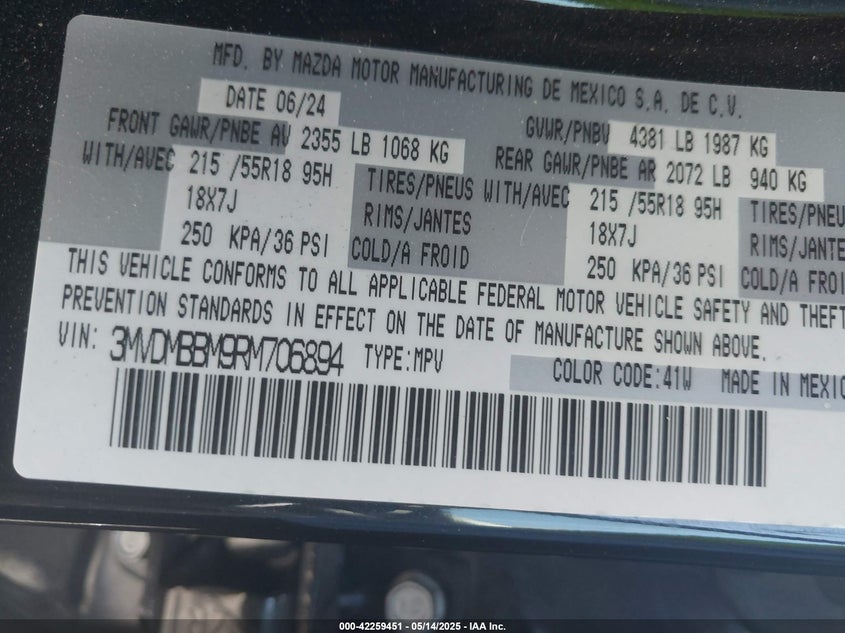 MFD. BY MAZDA MOTOR MANUFACTURING DE MEXICO S.A. DE C.V.
DATE 06/24 GVWR/PNBV 4381 LB 1987 KG
FRONT GAWR/PNBE AV 2355 LB 1068 KG REAR GAWR/PNBE AR 2072 LB 940 KG
WITH/AVEC 215 /55R18 95H TIRES/PNEUS WITH/AVEC 215 /55R18 95H TIRES/PNEU
18X7J RIMS/JANTES 18X7J RIMS/JANTES
250 KPA/36 PSI COLD/A FROID 250 KPA/36 PSI COLD/A FROI
THIS VEHICLE CONFORMS TO ALL APPLICABLE FEDERAL MOTOR VEHICLE SAFETY AND THEFT
PREVENTION STANDARDS IN EFFECT ON THE DATE OF MANUFACTURE SHOWN ABOVE.
VIN: 3MVDMBBM9RM706894 TYPE:MPV
COLOR CODE:41W MADE IN MEXIC
000-42259451 - 05/14/2025 - IAA Inc.